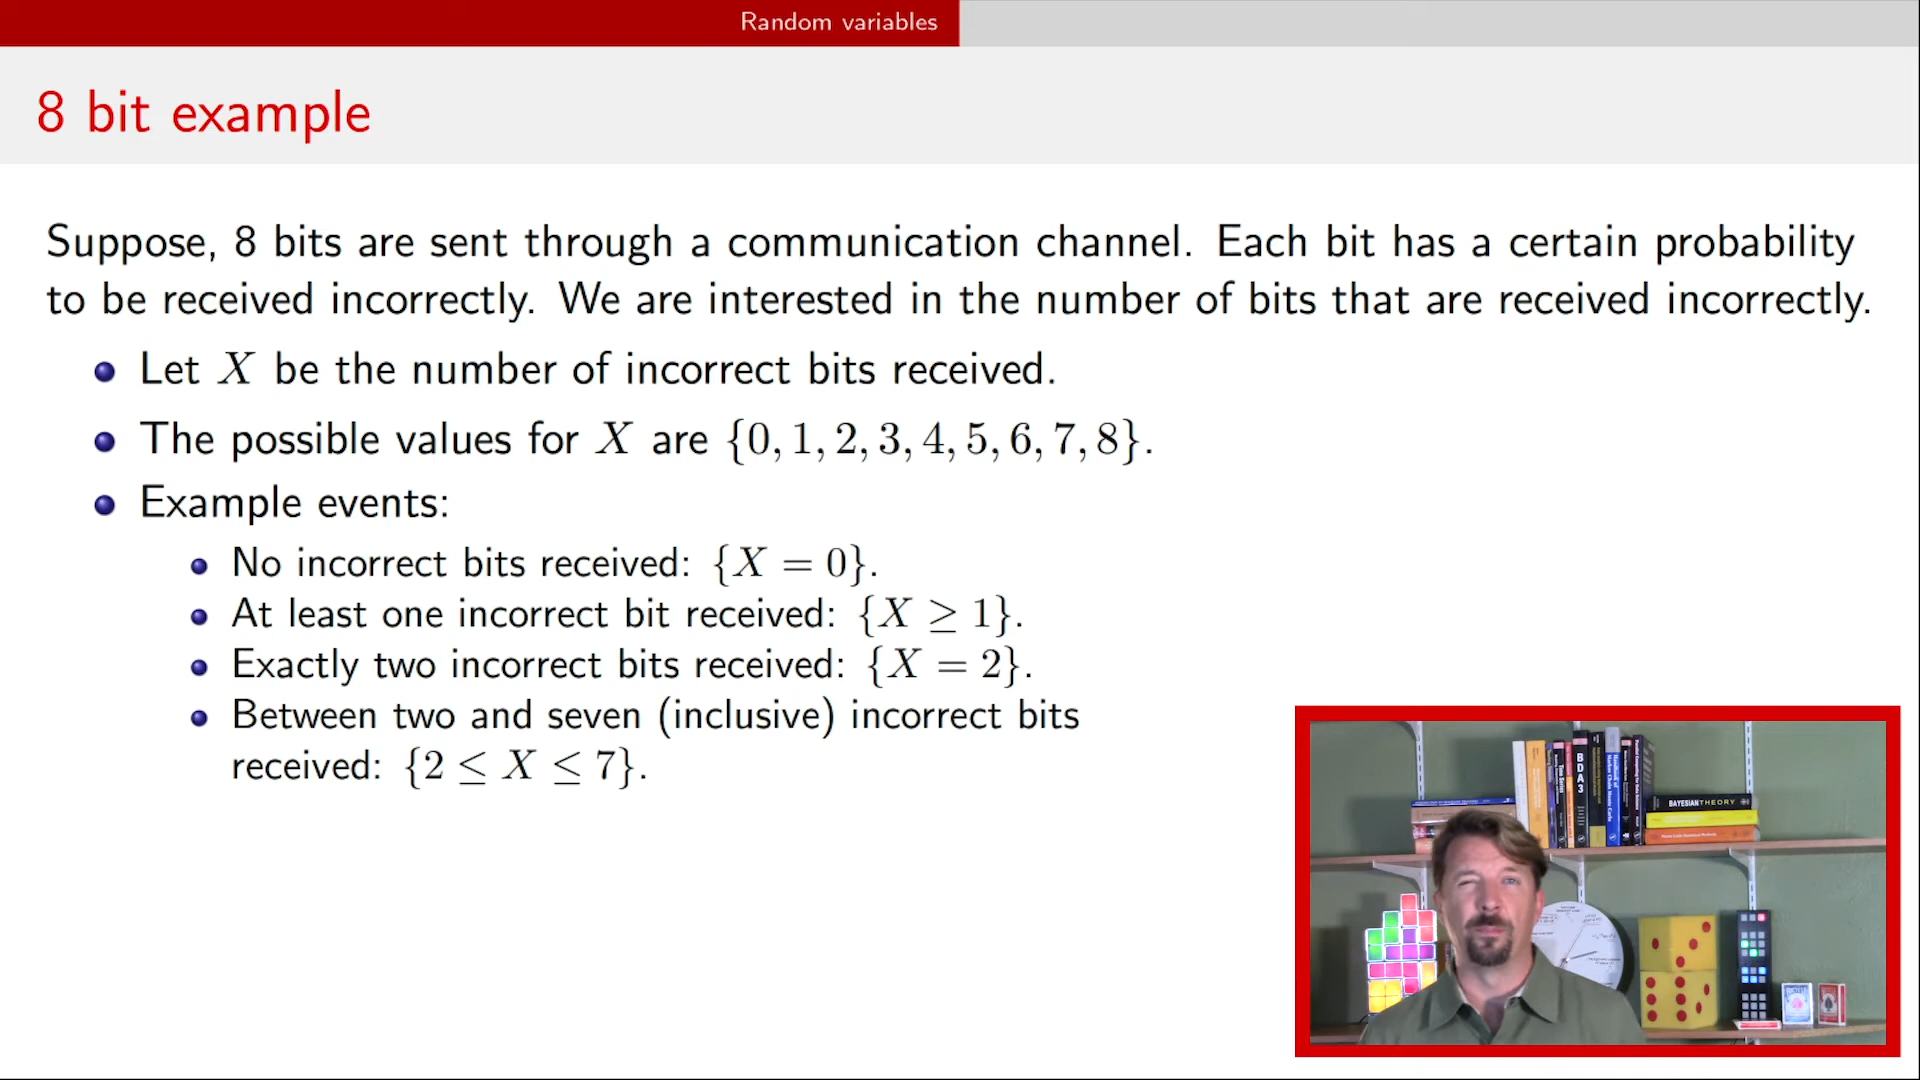 Random variables
8 bit example
Suppose, 8 bits are sent through a communication channel. Each bit has a certain probability
to be received incorrectly. We are interested in the number of bits that are received incorrectly.
Let X be the number of incorrect bits received.
The possible values for X are {0, 1, 2, 3, 4, 5, 6, 7, 8}.
Example events:
No incorrect bits received: {X = 0}.
At least one incorrect bit received: {X ≥ 1}.
Exactly two incorrect bits received: {X = 2}.
Between two and seven (inclusive) incorrect bits
received: {2 ≤ X ≤ 7}.
BDA3
BAYESIAN THEORY